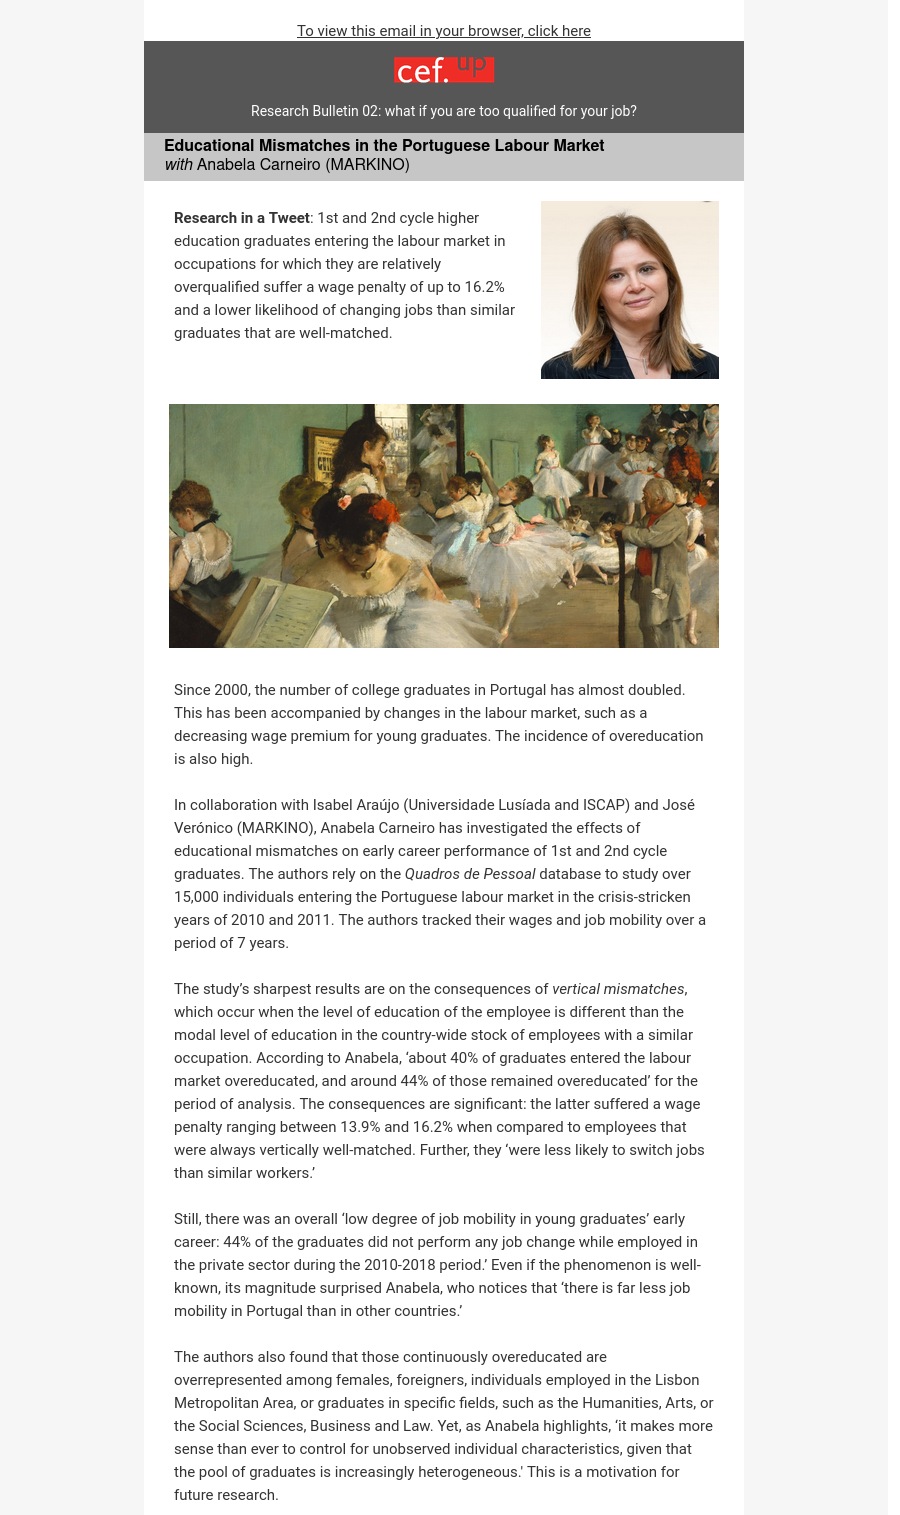 To view this email in your browser, click here
cef.up
Research Bulletin 02: what if you are too qualified for your job?
Educational Mismatches in the Portuguese Labour Market
with Anabela Carneiro (MARKINO)
Research in a Tweet: 1st and 2nd cycle higher
education graduates entering the labour market in
occupations for which they are relatively
overqualified suffer a wage penalty of up to 16.2%
and a lower likelihood of changing jobs than similar
graduates that are well-matched.
Since 2000, the number of college graduates in Portugal has almost doubled.
This has been accompanied by changes in the labour market, such as a
decreasing wage premium for young graduates. The incidence of overeducation
is also high.
In collaboration with Isabel Araújo (Universidade Lusíada and ISCAP) and José
Verónico (MARKINO), Anabela Carneiro has investigated the effects of
educational mismatches on early career performance of 1st and 2nd cycle
graduates. The authors rely on the Quadros de Pessoal database to study over
15,000 individuals entering the Portuguese labour market in the crisis-stricken
years of 2010 and 2011. The authors tracked their wages and job mobility over a
period of 7 years.
The study’s sharpest results are on the consequences of vertical mismatches,
which occur when the level of education of the employee is different than the
modal level of education in the country-wide stock of employees with a similar
occupation. According to Anabela, ‘about 40% of graduates entered the labour
market overeducated, and around 44% of those remained overeducated’ for the
period of analysis. The consequences are significant: the latter suffered a wage
penalty ranging between 13.9% and 16.2% when compared to employees that
were always vertically well-matched. Further, they ‘were less likely to switch jobs
than similar workers.’
Still, there was an overall ‘low degree of job mobility in young graduates’ early
career: 44% of the graduates did not perform any job change while employed in
the private sector during the 2010-2018 period.’ Even if the phenomenon is well-
known, its magnitude surprised Anabela, who notices that ‘there is far less job
mobility in Portugal than in other countries.’
The authors also found that those continuously overeducated are
overrepresented among females, foreigners, individuals employed in the Lisbon
Metropolitan Area, or graduates in specific fields, such as the Humanities, Arts, or
the Social Sciences, Business and Law. Yet, as Anabela highlights, ‘it makes more
sense than ever to control for unobserved individual characteristics, given that
the pool of graduates is increasingly heterogeneous.' This is a motivation for
future research.